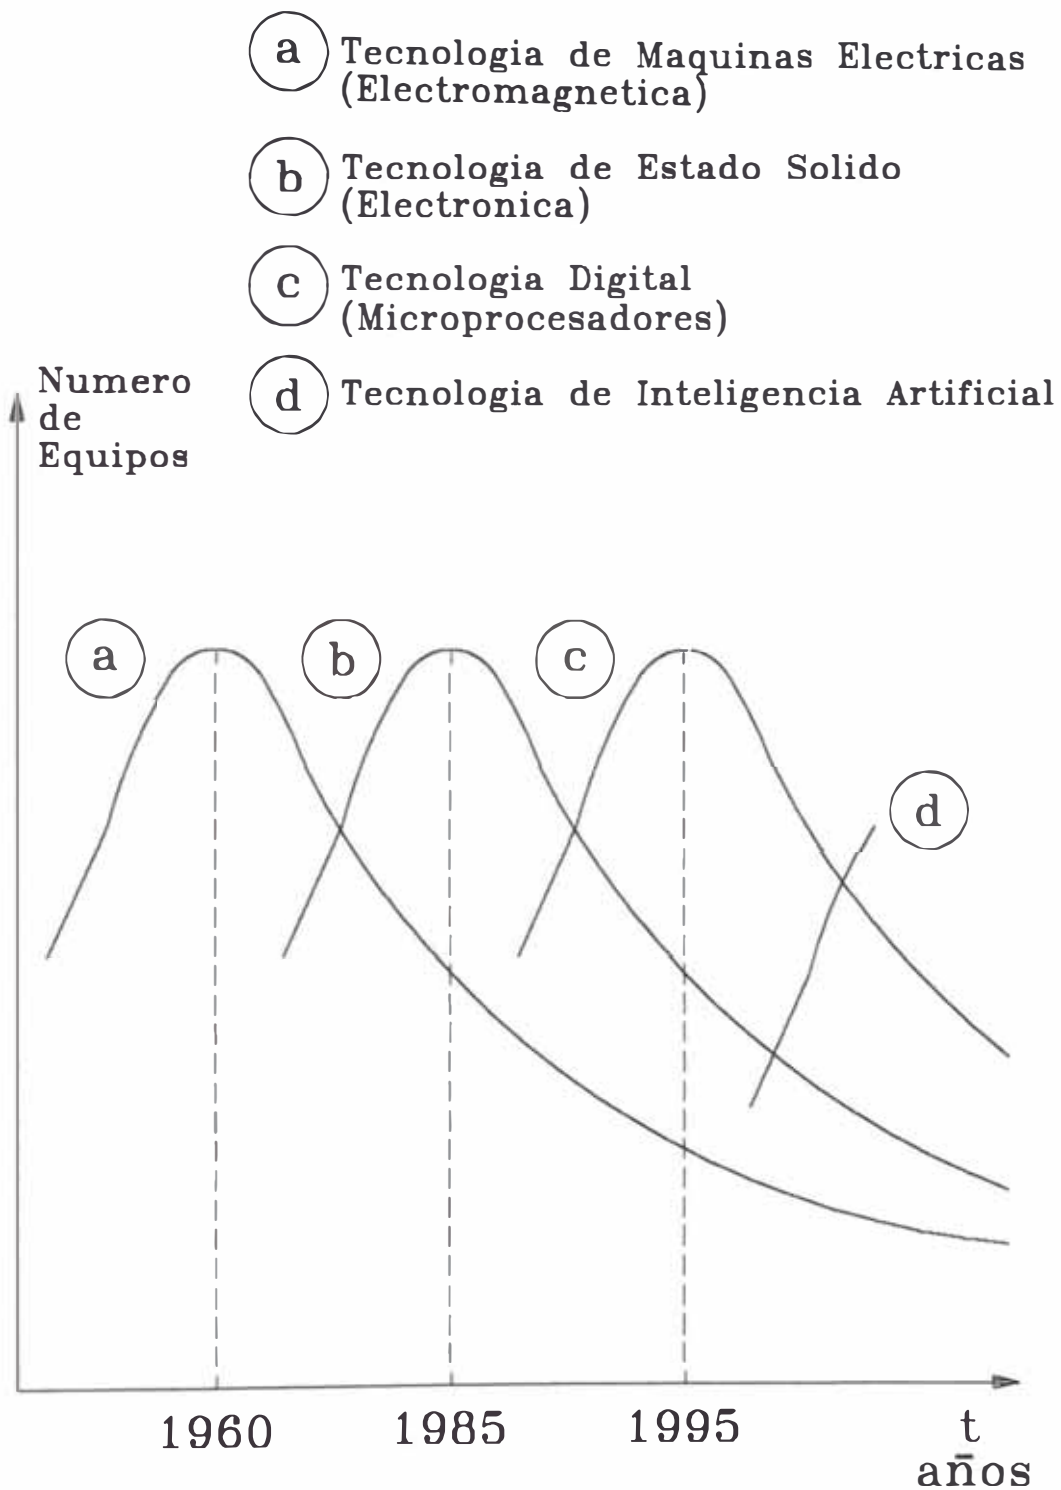 a Tecnologia de Maquinas Electricas
(Electromagnetica)
b Tecnologia de Estado Solido
(Electronica)
c Tecnologia Digital
(Microprocesadores)
d Tecnologia de Inteligencia Artificial
Numero
de
Equipos
a b c
d
1960 1985 1995 t
años